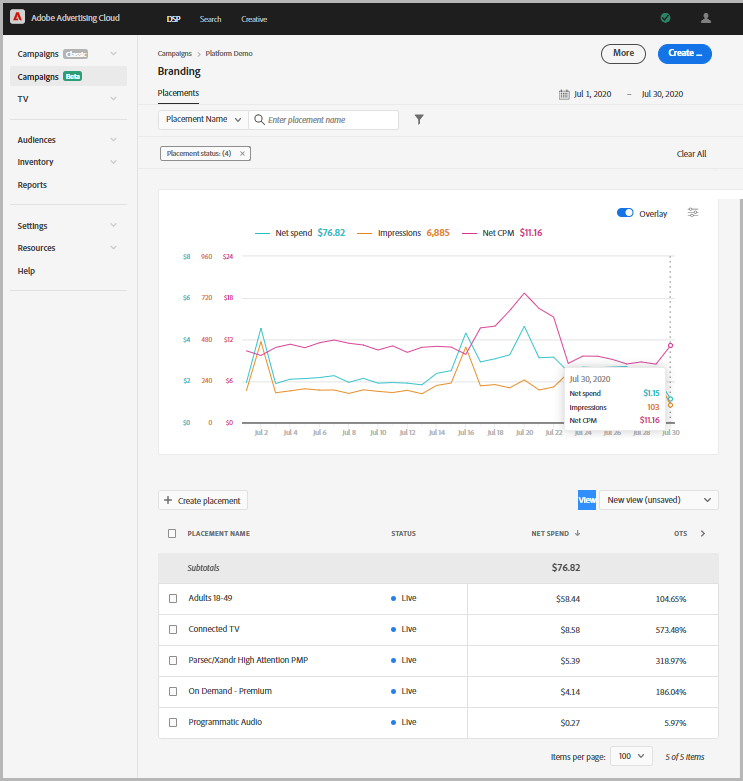 Adobe Advertising Cloud DSP Search Creative
Campaigns Classic
Campaigns Beta
TV
Audiences
Inventory
Reports
Settings
Resources
Help
Campaigns > Platform Demo
More Create ...
Branding
Placements
Jul 1, 2020 – Jul 30, 2020
Placement Name Enter placement name
Placement status: (4) ×
Clear All
Overlay
Net spend $76.82 Impressions 6,885 Net CPM $11.16
$8 960 $24
$6 720 $18
$4 480 $12
$2 240 $6
$0 0 $0
Jul 2 Jul 4 Jul 6 Jul 8 Jul 10 Jul 12 Jul 14 Jul 16 Jul 18 Jul 20 Jul 22 Jul 24 Jul 26 Jul 28 Jul 30
Jul 30, 2020
Net spend $1.15
Impressions 103
Net CPM $11.16
+ Create placement
View New view (unsaved)
PLACEMENT NAME STATUS NET SPEND ↓ OTS >
Subtotals $76.82
Adults 18-49 Live $58.44 104.65%
Connected TV Live $8.58 573.48%
Parsec/Xandr High Attention PMP Live $5.39 318.97%
On Demand - Premium Live $4.14 186.04%
Programmatic Audio Live $0.27 5.97%
Items per page: 100 5 of 5 Items